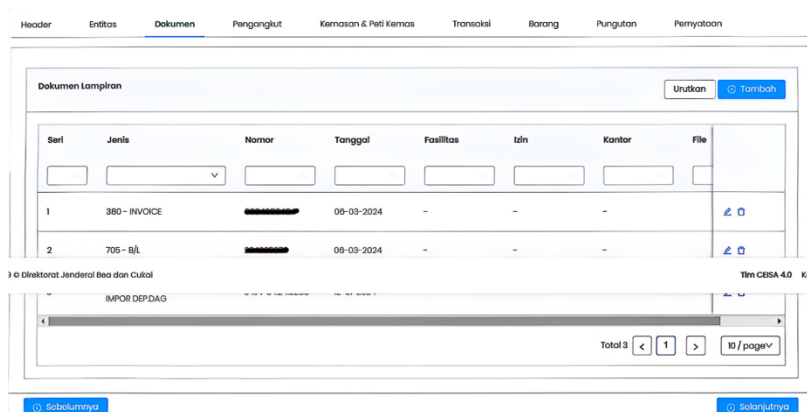 Header Entitas Dokumen Pengangkut Kemasan & Peti Kemas Transaksi Barang Pungutan Pernyataan
Dokumen Lampiran Urutkan Tambah
Seri Jenis Nomor Tanggal Fasilitas Izin Kantor File
1 380 - INVOICE 06-03-2024 - - -
2 705 - B/L 06-03-2024 - - -
9 © Direktorat Jenderal Bea dan Cukai Tim CEISA 4.0
IMPOR DEP.DAG
Total 3 < 1 > 10 / page
Sebelumnya Selanjutnya